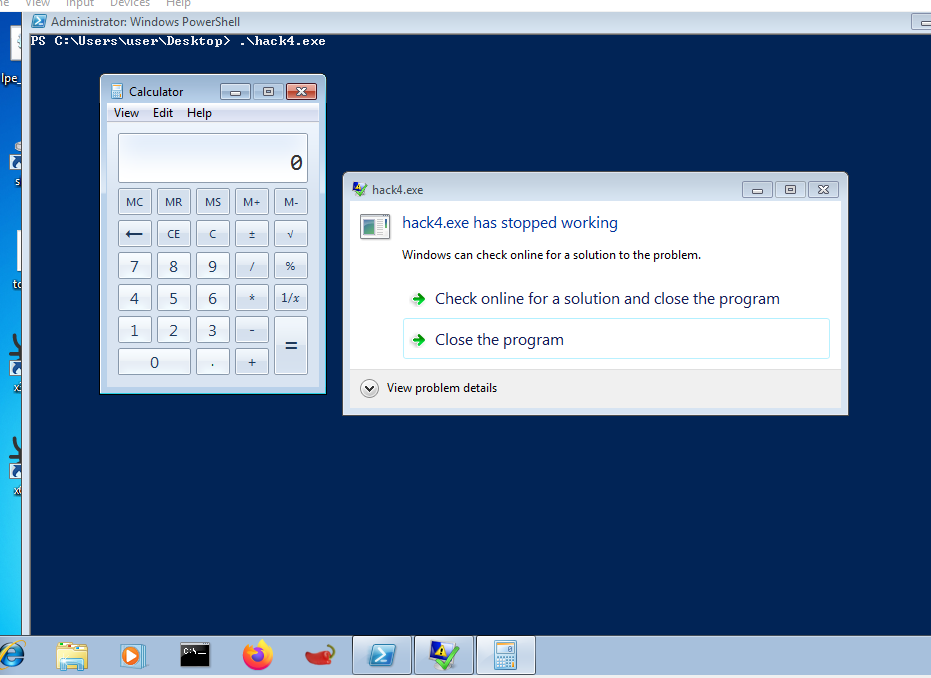 View Input Devices Help
Administrator: Windows PowerShell
PS C:\Users\user\Desktop> .\hack4.exe
lpe_
Calculator
View Edit Help
0
MC MR MS M+ M-
← CE C ± √
7 8 9 / %
4 5 6 * 1/x
1 2 3 - =
0 . +
hack4.exe
hack4.exe has stopped working
Windows can check online for a solution to the problem.
Check online for a solution and close the program
Close the program
View problem details
C:\_